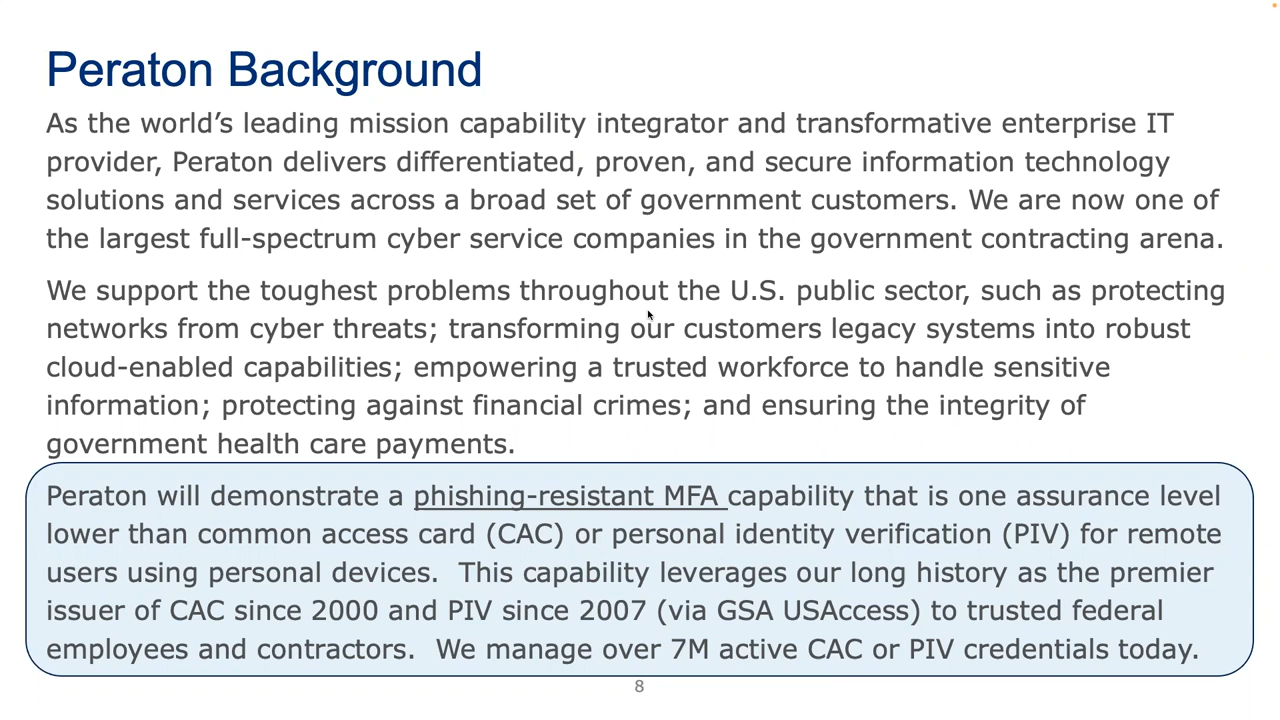 Peraton Background
As the world’s leading mission capability integrator and transformative enterprise IT
provider, Peraton delivers differentiated, proven, and secure information technology
solutions and services across a broad set of government customers. We are now one of
the largest full-spectrum cyber service companies in the government contracting arena.
We support the toughest problems throughout the U.S. public sector, such as protecting
networks from cyber threats; transforming our customers legacy systems into robust
cloud-enabled capabilities; empowering a trusted workforce to handle sensitive
information; protecting against financial crimes; and ensuring the integrity of
government health care payments.
Peraton will demonstrate a phishing-resistant MFA capability that is one assurance level
lower than common access card (CAC) or personal identity verification (PIV) for remote
users using personal devices.  This capability leverages our long history as the premier
issuer of CAC since 2000 and PIV since 2007 (via GSA USAccess) to trusted federal
employees and contractors.  We manage over 7M active CAC or PIV credentials today.
8